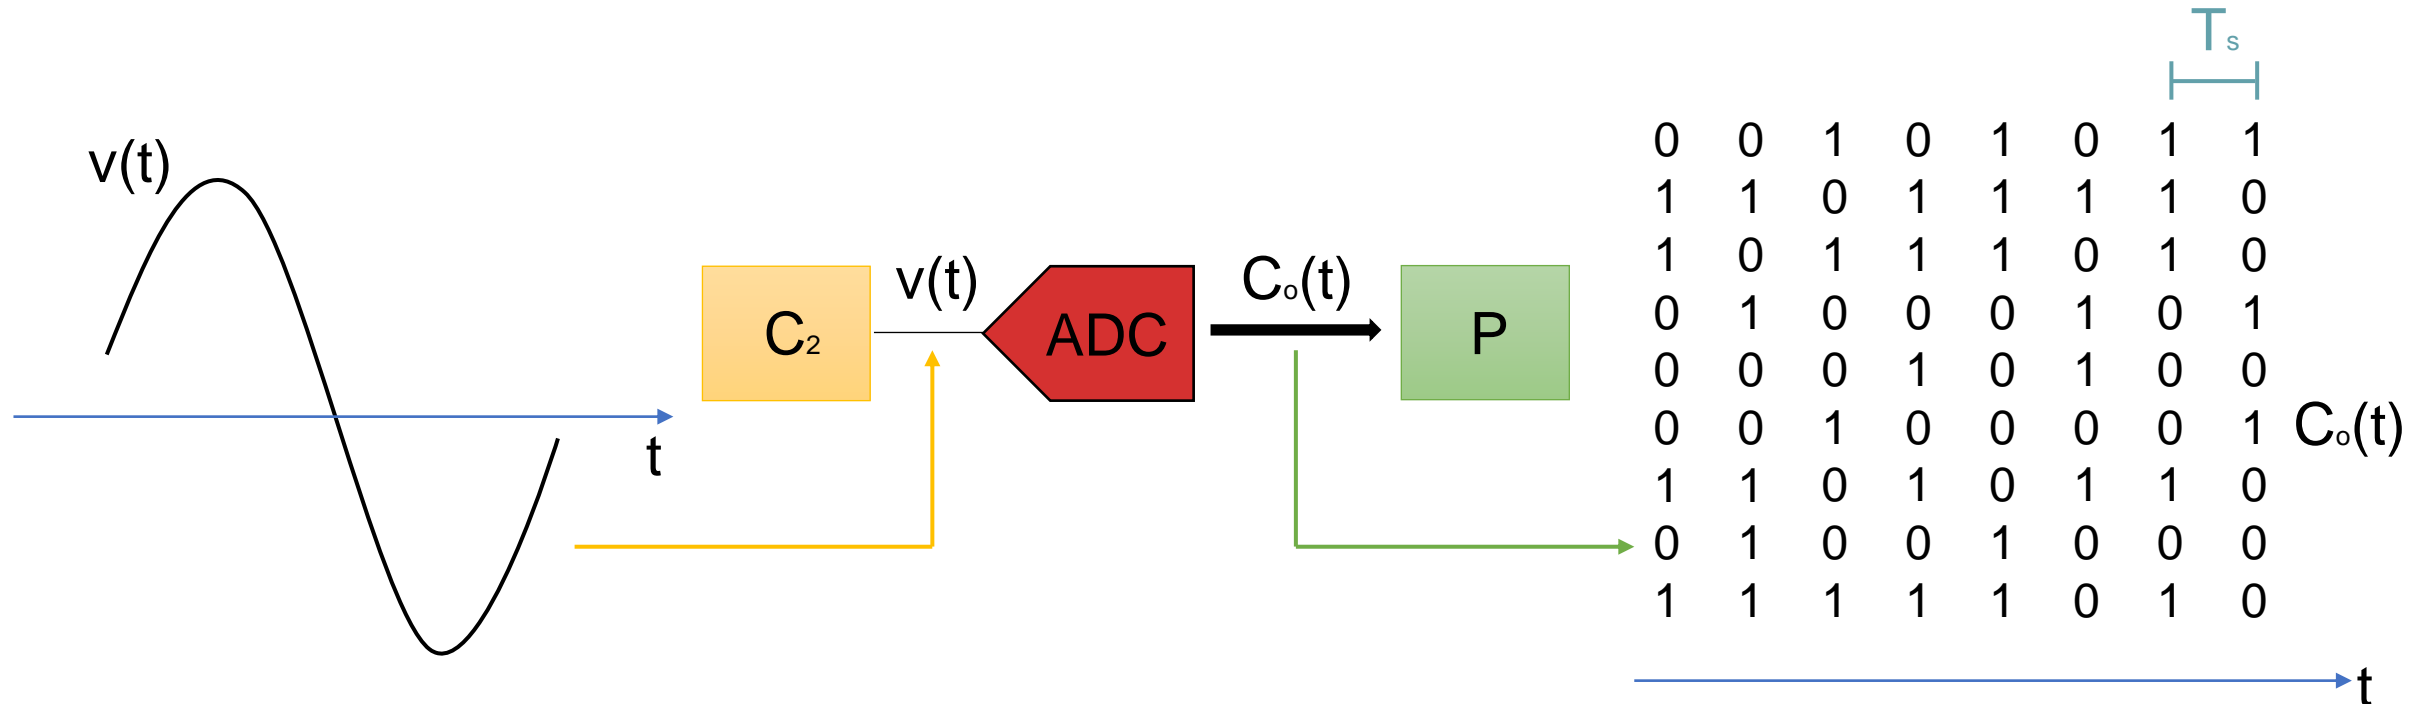 Ts
v(t)
C2
v(t)
ADC
Co(t)
P
t
0 0 1 0 1 0 1 1
1 1 0 1 1 1 1 0
1 0 1 1 1 0 1 0
0 1 0 0 0 1 0 1
0 0 0 1 0 1 0 0
0 0 1 0 0 0 0 1
1 1 0 1 0 1 1 0
0 1 0 0 1 0 0 0
1 1 1 1 1 0 1 0
Co(t)
t